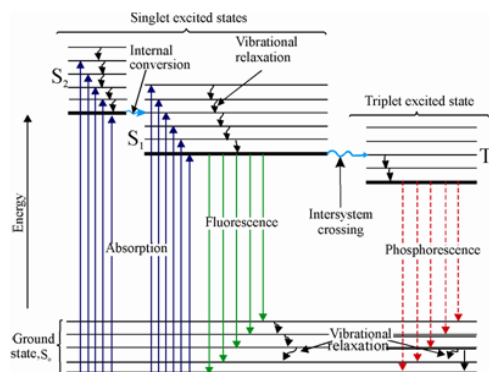 Singlet excited states
Internal
conversion
Vibrational
relaxation
S2
Triplet excited state
S1
T
Energy
Absorption
Fluorescence
Intersystem
crossing
Phosphorescence
Ground
state, So
Vibrational
relaxation